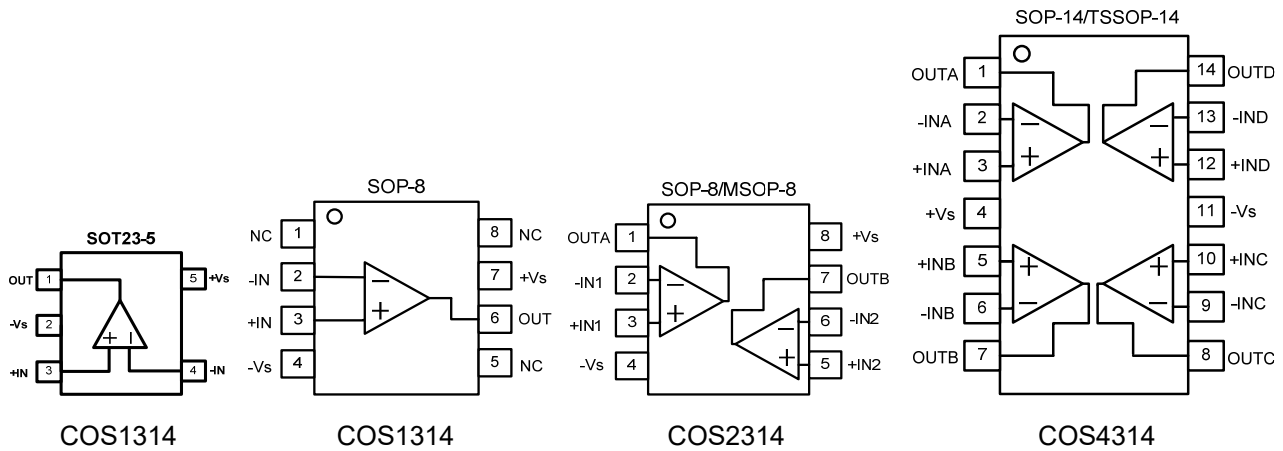 SOT23-5
OUT 1
-Vs 2
+IN 3
5 +Vs
4 -IN
+ −
COS1314
SOP-8
NC 1
-IN 2
+IN 3
-Vs 4
8 NC
7 +Vs
6 OUT
5 NC
− +
COS1314
SOP-8/MSOP-8
OUTA 1
-IN1 2
+IN1 3
-Vs 4
8 +Vs
7 OUTB
6 -IN2
5 +IN2
− +
− +
COS2314
SOP-14/TSSOP-14
OUTA 1
-INA 2
+INA 3
+Vs 4
+INB 5
-INB 6
OUTB 7
14 OUTD
13 -IND
12 +IND
11 -Vs
10 +INC
9 -INC
8 OUTC
− +
− +
+ −
+ −
COS4314